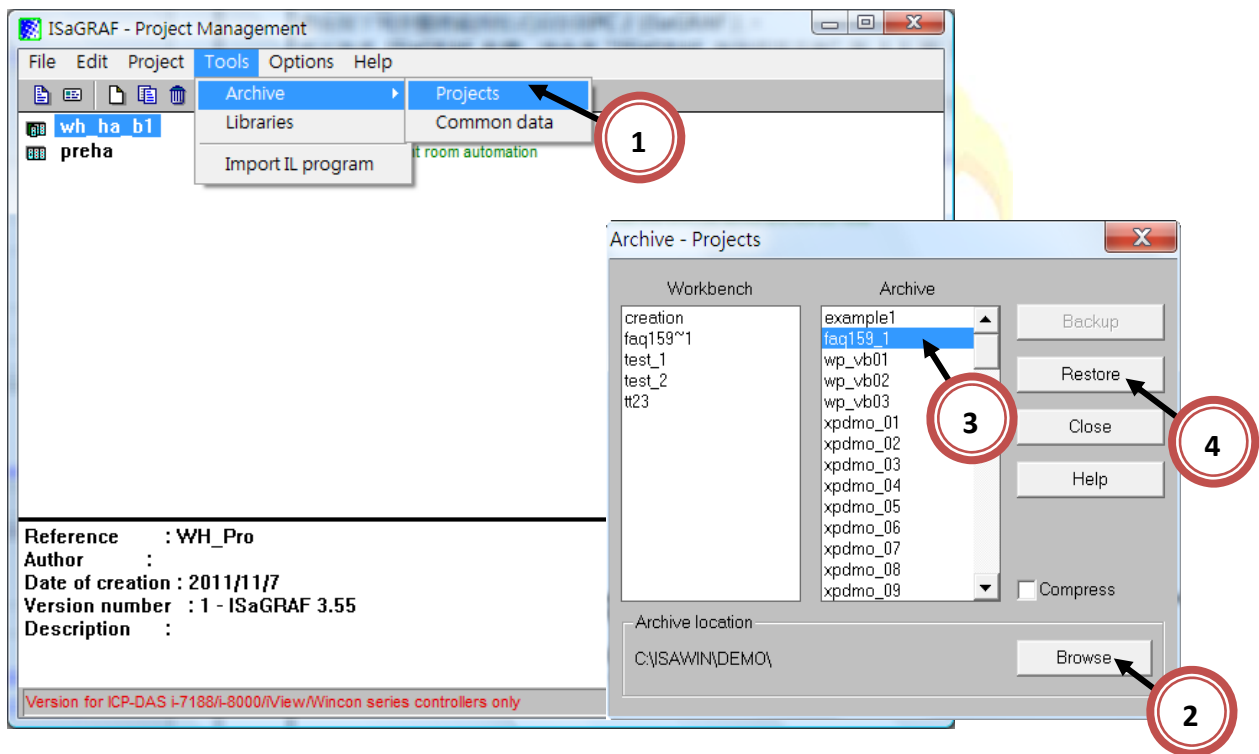 ISaGRAF - Project Management
File Edit Project Tools Options Help
Archive
Projects
Libraries
Common data
Import IL program
wh_ha_b1
preha
t room automation
1
Reference : WH_Pro
Author :
Date of creation : 2011/11/7
Version number : 1 - ISaGRAF 3.55
Description :
Version for ICP-DAS i-7188/i-8000/iView/Wincon series controllers only
Archive - Projects
Workbench
creation
faq159~1
test_1
test_2
tt23
Archive
example1
faq159_1
wp_vb01
wp_vb02
wp_vb03
xpdmo_01
xpdmo_02
xpdmo_03
xpdmo_04
xpdmo_05
xpdmo_06
xpdmo_07
xpdmo_08
xpdmo_09
3
Backup
Restore
Close
Help
4
Compress
Archive location
C:\ISAWIN\DEMO\
Browse
2